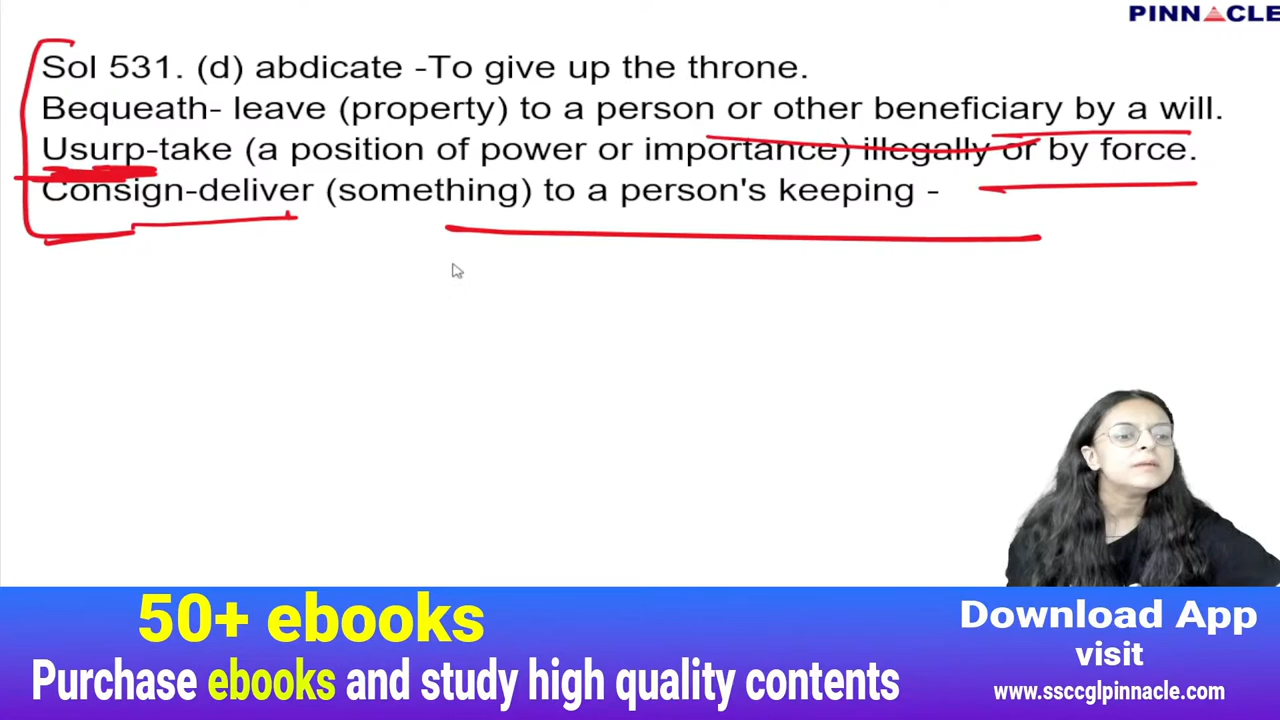 PINNACLE
Sol 531. (d) abdicate -To give up the throne.
Bequeath- leave (property) to a person or other beneficiary by a will.
Usurp-take (a position of power or importance) illegally or by force.
Consign-deliver (something) to a person's keeping -
50+ ebooks
Purchase ebooks and study high quality contents
Download App
visit
www.ssccglpinnacle.com